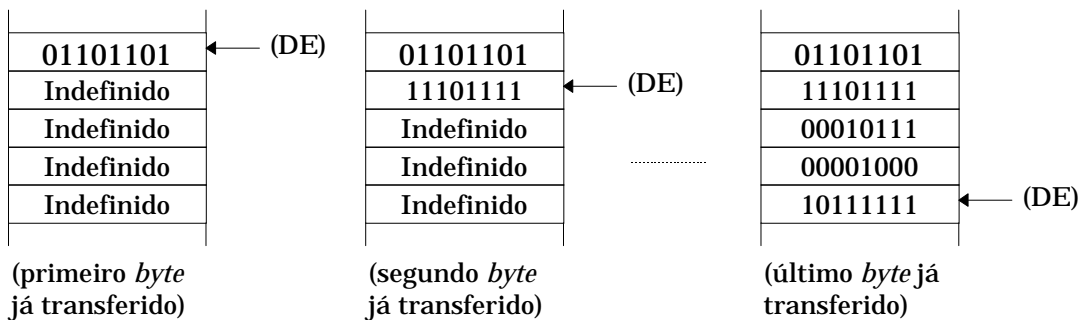 01101101 (DE) 01101101 01101101
Indefinido 11101111 (DE) 11101111
Indefinido Indefinido 00010111
Indefinido Indefinido 00001000
Indefinido Indefinido 10111111 (DE)
(primeiro byte (segundo byte (último byte já
já transferido) já transferido) transferido)